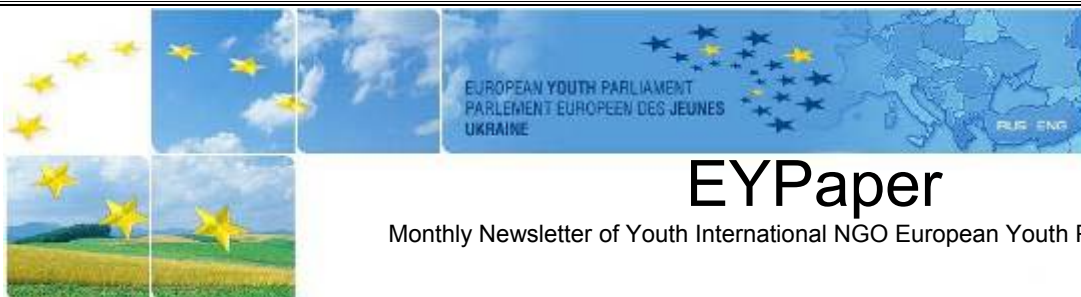 EUROPEAN YOUTH PARLIAMENT
PARLEMENT EUROPEEN DES JEUNES
UKRAINE
RUS ENG
EYPaper
Monthly Newsletter of Youth International NGO European Youth